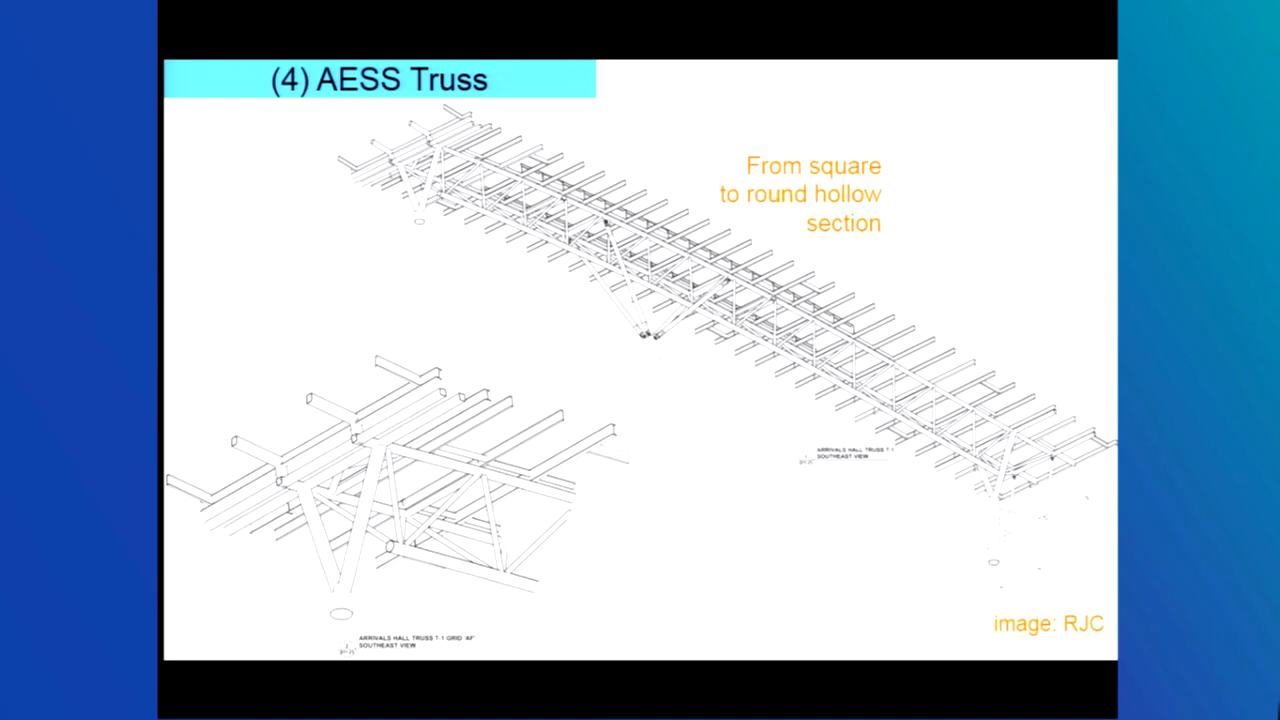 (4) AESS Truss
From square
to round hollow
section
ARRIVALS HALL TRUSS T-1
SOUTHEAST VIEW
image: RJC
ARRIVALS HALL TRUSS T-1 GRID 'AF'
SOUTHEAST VIEW